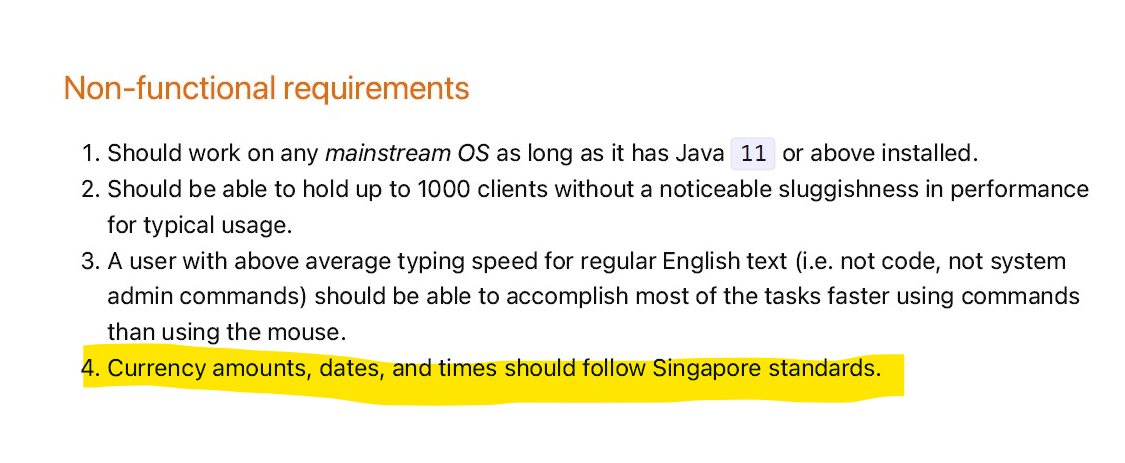 Non-functional requirements
1. Should work on any mainstream OS as long as it has Java 11 or above installed.
2. Should be able to hold up to 1000 clients without a noticeable sluggishness in performance
for typical usage.
3. A user with above average typing speed for regular English text (i.e. not code, not system
admin commands) should be able to accomplish most of the tasks faster using commands
than using the mouse.
4. Currency amounts, dates, and times should follow Singapore standards.